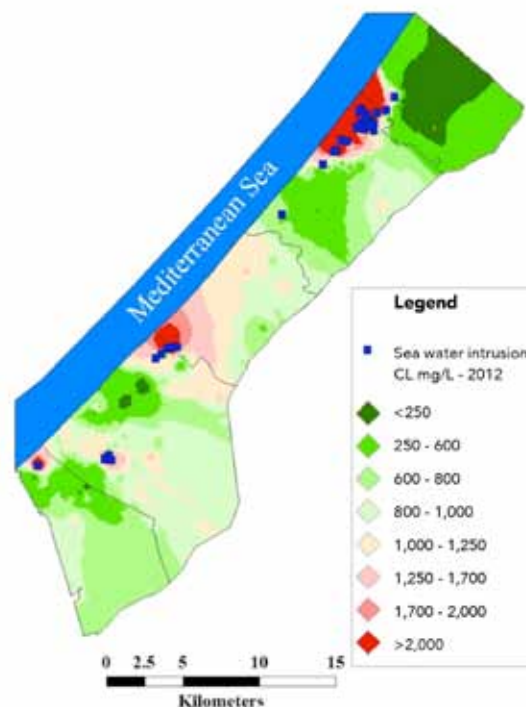 Mediterranean Sea
Legend
Sea water intrusion
CL mg/L - 2012
<250
250 - 600
600 - 800
800 - 1,000
1,000 - 1,250
1,250 - 1,700
1,700 - 2,000
>2,000
0 2.5 5 10 15
Kilometers